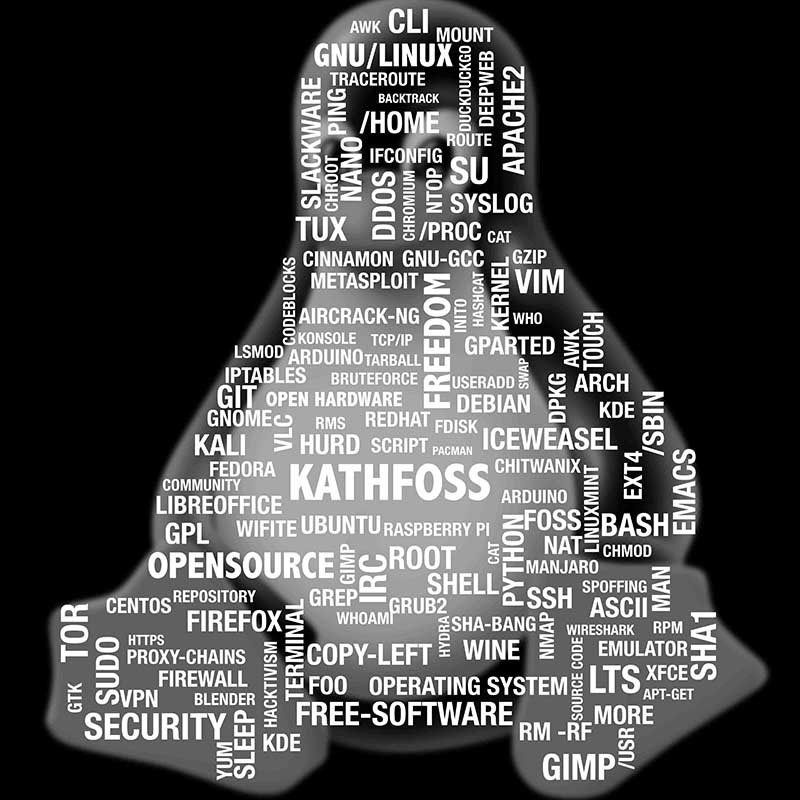 AWK
CLI
MOUNT
GNU/LINUX
DUCKDUCKGO
DEEPWEB
APACHE2
TRACEROUTE
SLACKWARE
PING
BACKTRACK
/HOME
ROUTE
CHROOT
NANO
IFCONFIG
SU
DDOS
CHROMIUM
NTOP
SYSLOG
TUX
/PROC
CAT
CINNAMON
GNU-GCC
GZIP
CODEBLOCKS
METASPLOIT
FREEDOM
INITO
HASHCAT
KERNEL
VIM
AIRCRACK-NG
WHO
KONSOLE
TCP/IP
GPARTED
AWK
TOUCH
LSMOD
ARDUINO
TARBALL
SWAP
IPTABLES
BRUTEFORCE
USERADD
DPKG
ARCH
GIT
OPEN HARDWARE
DEBIAN
KDE
/SBIN
GNOME
VLC
RMS
REDHAT
FDISK
KALI
HURD
SCRIPT
PACMAN
ICEWEASEL
EXT4
EMACS
FEDORA
KATHFOSS
CHITWANIX
COMMUNITY
LINUXMINT
LIBREOFFICE
ARDUINO
GPL
WIFITE
UBUNTU
RASPBERRY PI
PYTHON
FOSS
BASH
CAT
NAT
CHMOD
OPENSOURCE
GIMP
IRC
ROOT
MANJARO
SHELL
SPOFFING
MAN
CENTOS
REPOSITORY
GREP
GRUB2
SSH
ASCII
TOR
FIREFOX
TERMINAL
WHOAMI
HYDRA
SHA-BANG
NMAP
WIRESHARK
RPM
SHA1
HTTPS
SUDO
PROXY-CHAINS
HACKTIVISM
COPY-LEFT
WINE
SOURCE CODE
EMULATOR
GTK
FIREWALL
FOO
OPERATING SYSTEM
LTS
XFCE
VPN
BLENDER
APT-GET
SECURITY
FREE-SOFTWARE
MORE
YUM
SLEEP
KDE
RM -RF
/USR
GIMP